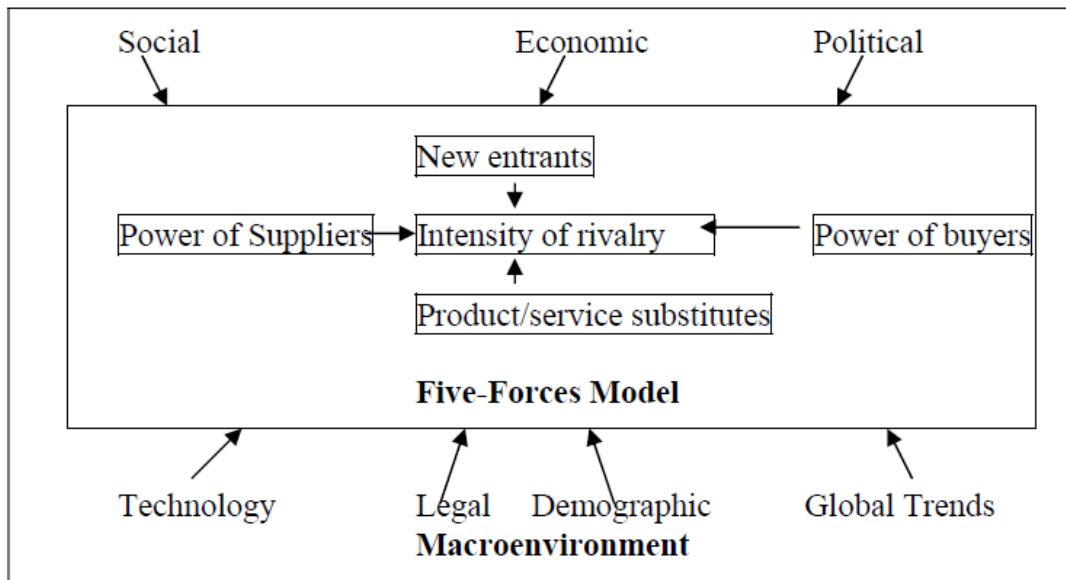 Social Economic Political
New entrants
Power of Suppliers Intensity of rivalry Power of buyers
Product/service substitutes
Five-Forces Model
Technology Legal Demographic Global Trends
Macroenvironment